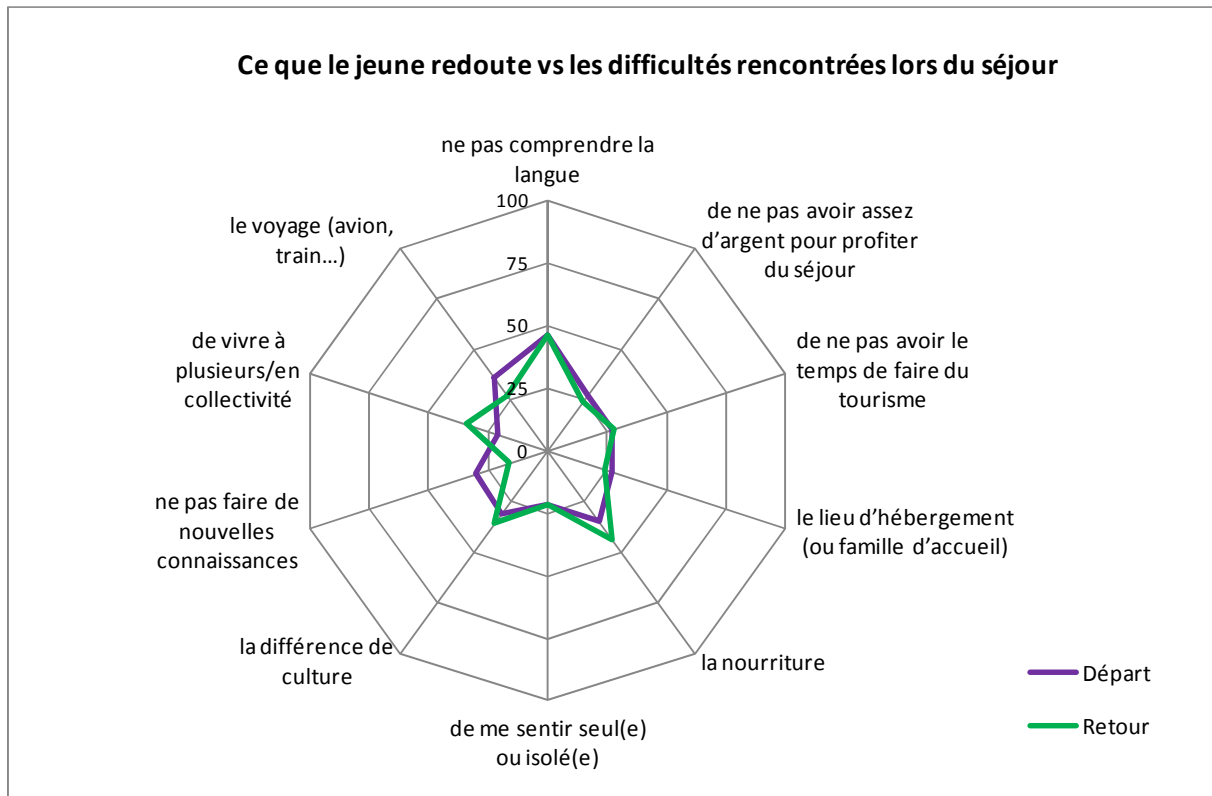 Ce que le jeune redoute vs les difficultés rencontrées lors du séjour
ne pas comprendre la
langue
de ne pas avoir assez
d’argent pour profiter
du séjour
de ne pas avoir le
temps de faire du
tourisme
le lieu d’hébergement
(ou famille d’accueil)
la nourriture
de me sentir seul(e)
ou isolé(e)
la différence de
culture
ne pas faire de
nouvelles
connaissances
de vivre à
plusieurs/en
collectivité
le voyage (avion,
train…)
100
75
50
25
0
Départ
Retour